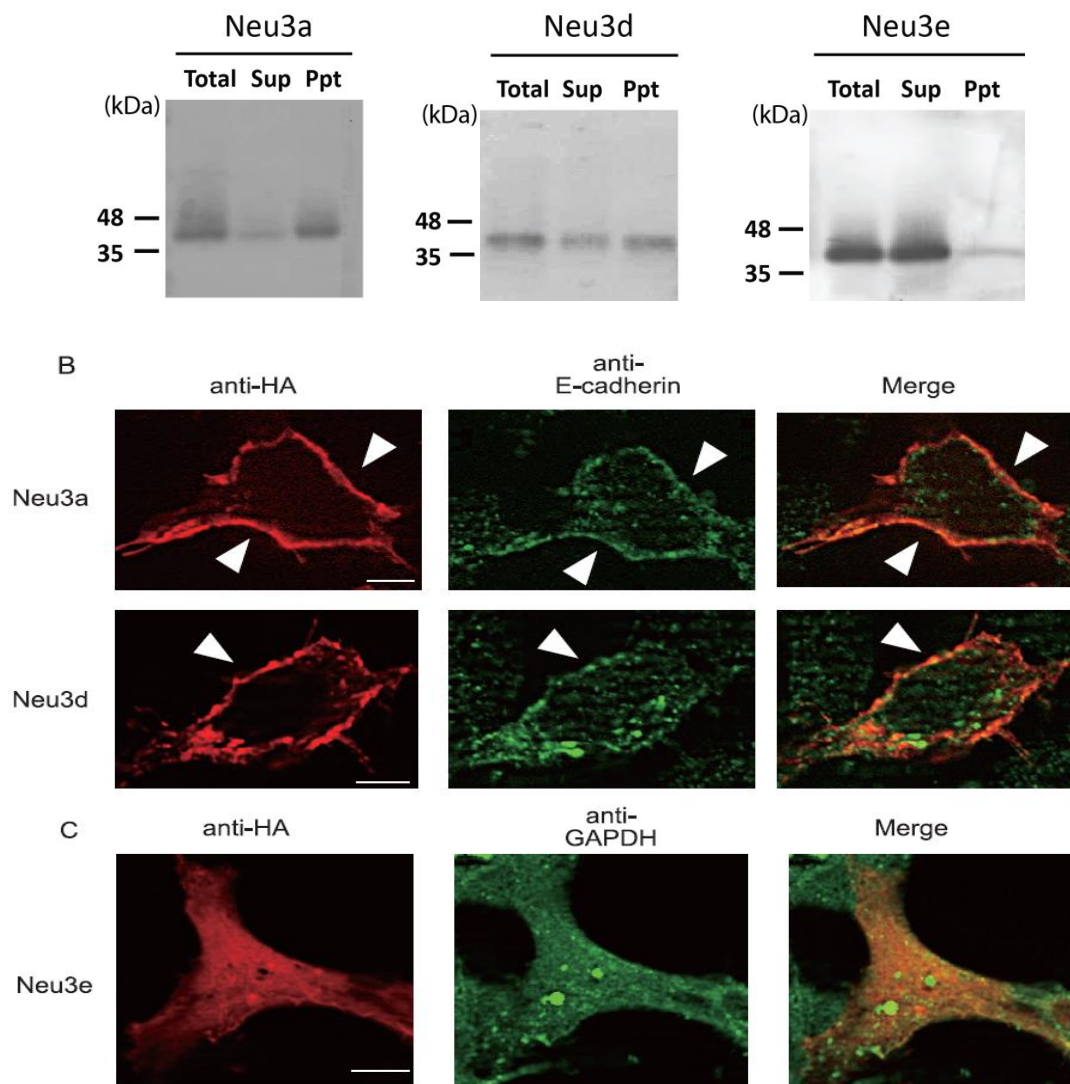 Neu3a Neu3d Neu3e
Total Sup Ppt Total Sup Ppt Total Sup Ppt
(kDa) (kDa) (kDa)
48 48 48
35 35 35
B
anti-HA anti-E-cadherin Merge
Neu3a
Neu3d
C
anti-HA anti-GAPDH Merge
Neu3e